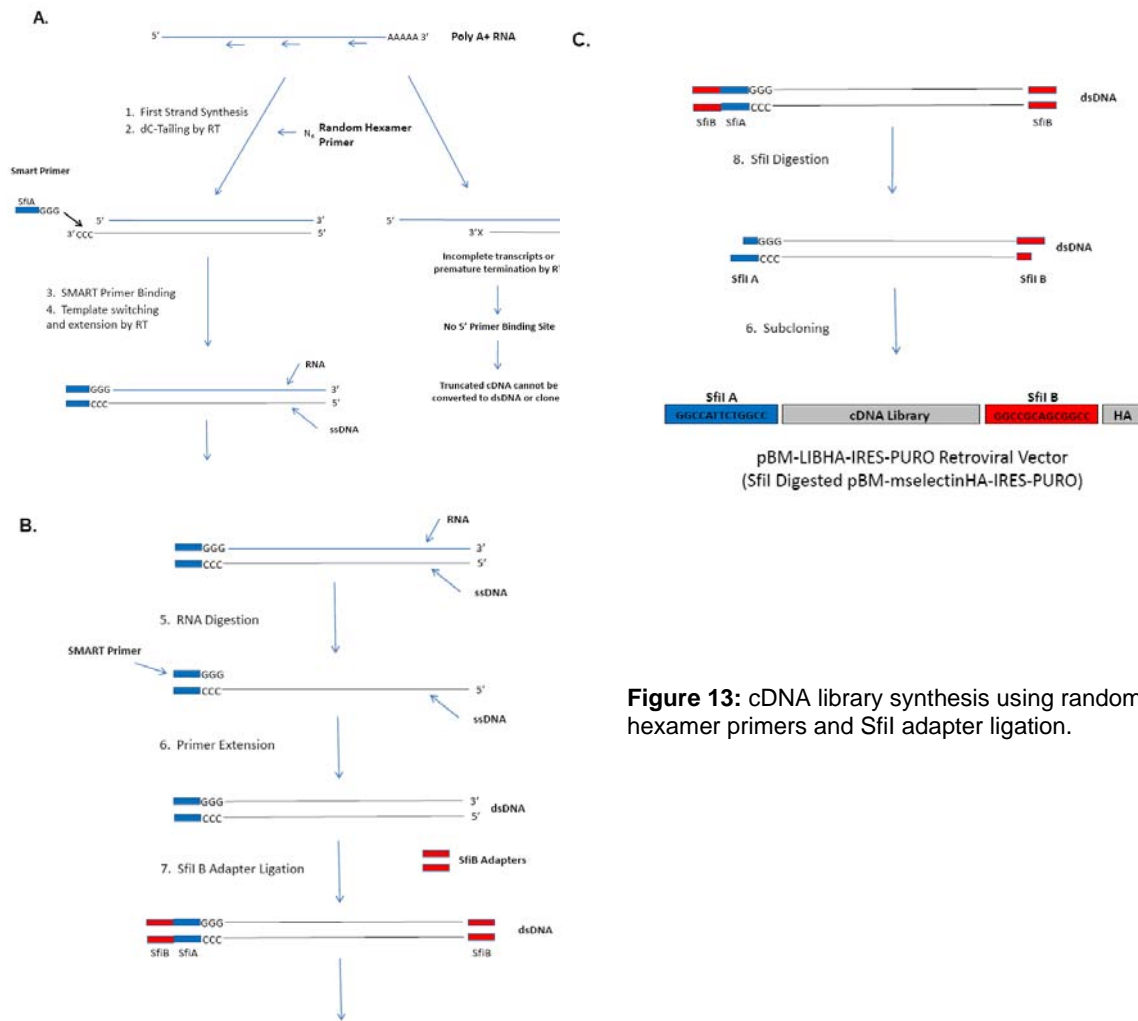 A.
5'
AAAAA 3'
Poly A+ RNA
1. First Strand Synthesis
2. dC-Tailing by RT
N₆ Random Hexamer
Primer
Smart Primer
SfiA
GGG
5'
3'
3'CCC
5'
5'
3'X
Incomplete transcripts or
premature termination by RT
3. SMART Primer Binding
4. Template switching
and extension by RT
No 5' Primer Binding Site
RNA
GGG
3'
CCC
5'
ssDNA
Truncated cDNA cannot be
converted to dsDNA or clone
B.
RNA
GGG
3'
CCC
5'
ssDNA
5. RNA Digestion
SMART Primer
GGG
CCC
5'
ssDNA
6. Primer Extension
GGG
3'
CCC
5'
dsDNA
7. SfiI B Adapter Ligation
SfiB Adapters
GGG
CCC
dsDNA
SfiB
SfiA
SfiB
C.
GGG
CCC
dsDNA
SfiB
SfiA
SfiB
8. SfiI Digestion
GGG
CCC
dsDNA
SfiI A
SfiI B
6. Subcloning
SfiI A
SfiI B
GGCCATTCTGGCC
cDNA Library
GGCCGCAGCGGCC
HA
pBM-LIBHA-IRES-PURO Retroviral Vector
(SfiI Digested pBM-mselectinHA-IRES-PURO)
Figure 13: cDNA library synthesis using random
hexamer primers and SfiI adapter ligation.